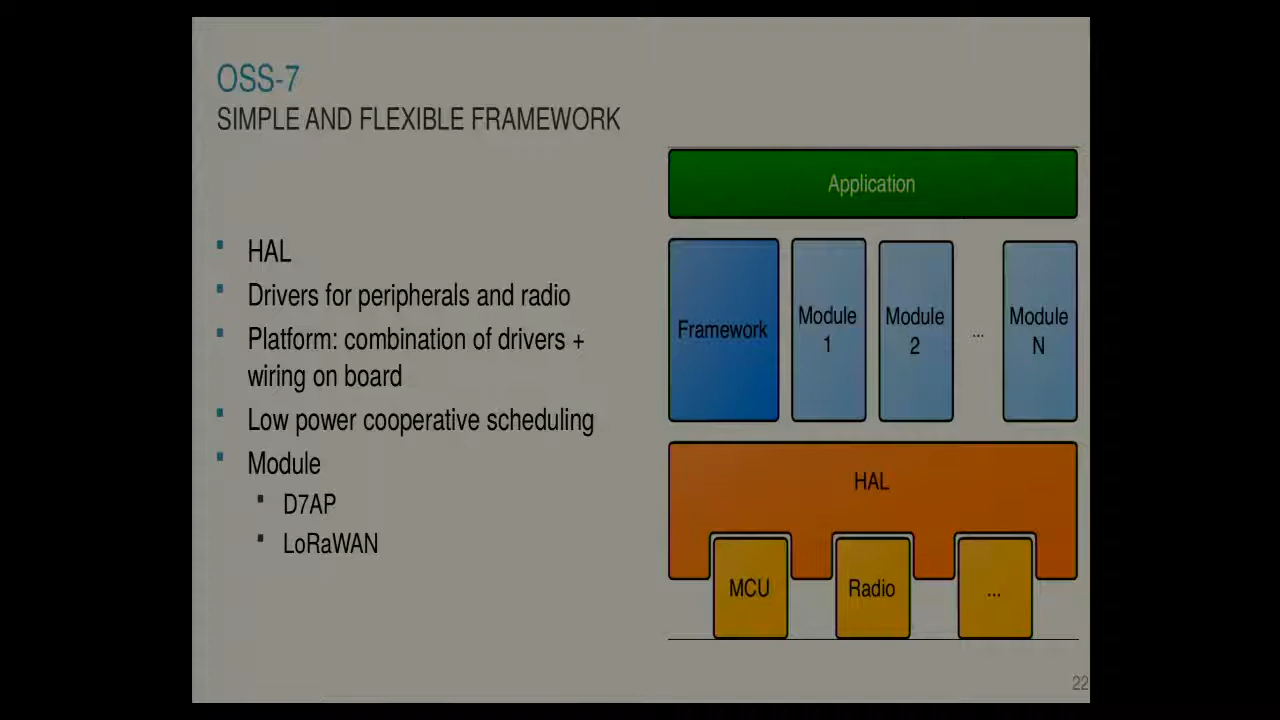 OSS-7
SIMPLE AND FLEXIBLE FRAMEWORK
HAL
Drivers for peripherals and radio
Platform: combination of drivers +
wiring on board
Low power cooperative scheduling
Module
D7AP
LoRaWAN
Application
Framework
Module
1
Module
2
...
Module
N
HAL
MCU
Radio
...
22